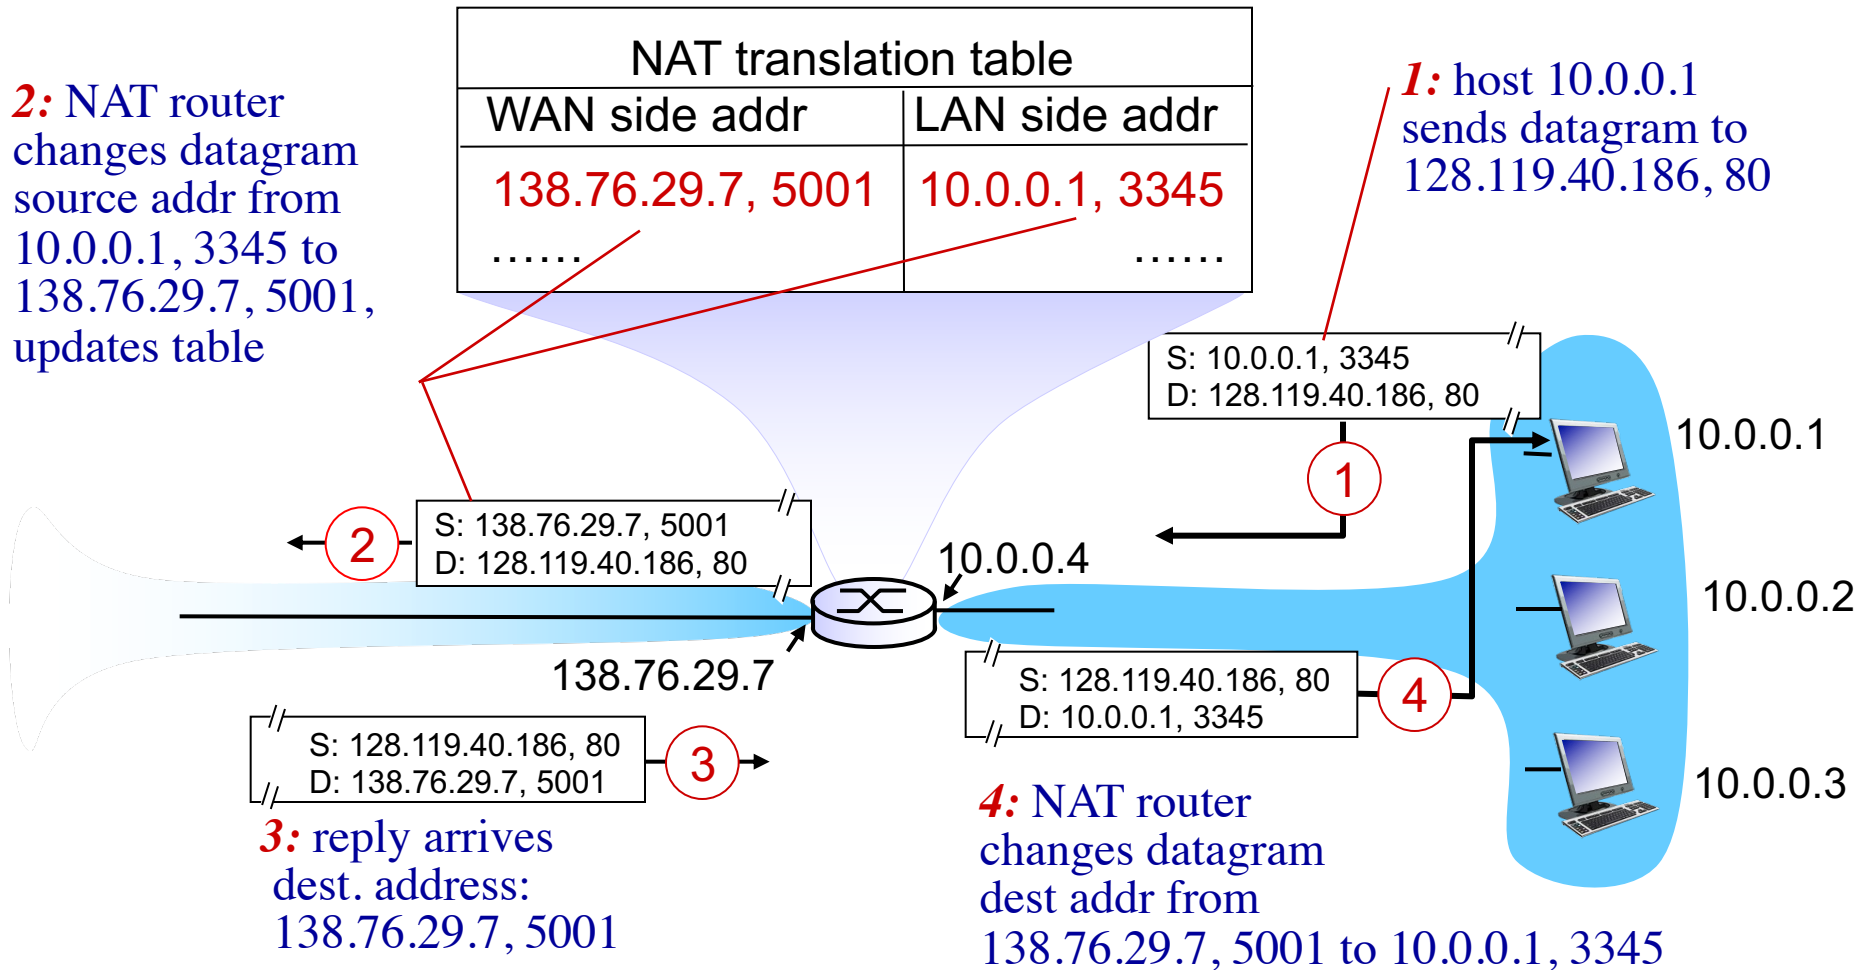 NAT translation table
WAN side addr LAN side addr
138.76.29.7, 5001 10.0.0.1, 3345
...... ......
2: NAT router
changes datagram
source addr from
10.0.0.1, 3345 to
138.76.29.7, 5001,
updates table
1: host 10.0.0.1
sends datagram to
128.119.40.186, 80
S: 10.0.0.1, 3345
D: 128.119.40.186, 80
1
10.0.0.1
S: 138.76.29.7, 5001
D: 128.119.40.186, 80
2
10.0.0.4
10.0.0.2
138.76.29.7
S: 128.119.40.186, 80
D: 10.0.0.1, 3345
4
S: 128.119.40.186, 80
D: 138.76.29.7, 5001
3
10.0.0.3
3: reply arrives
dest. address:
138.76.29.7, 5001
4: NAT router
changes datagram
dest addr from
138.76.29.7, 5001 to 10.0.0.1, 3345